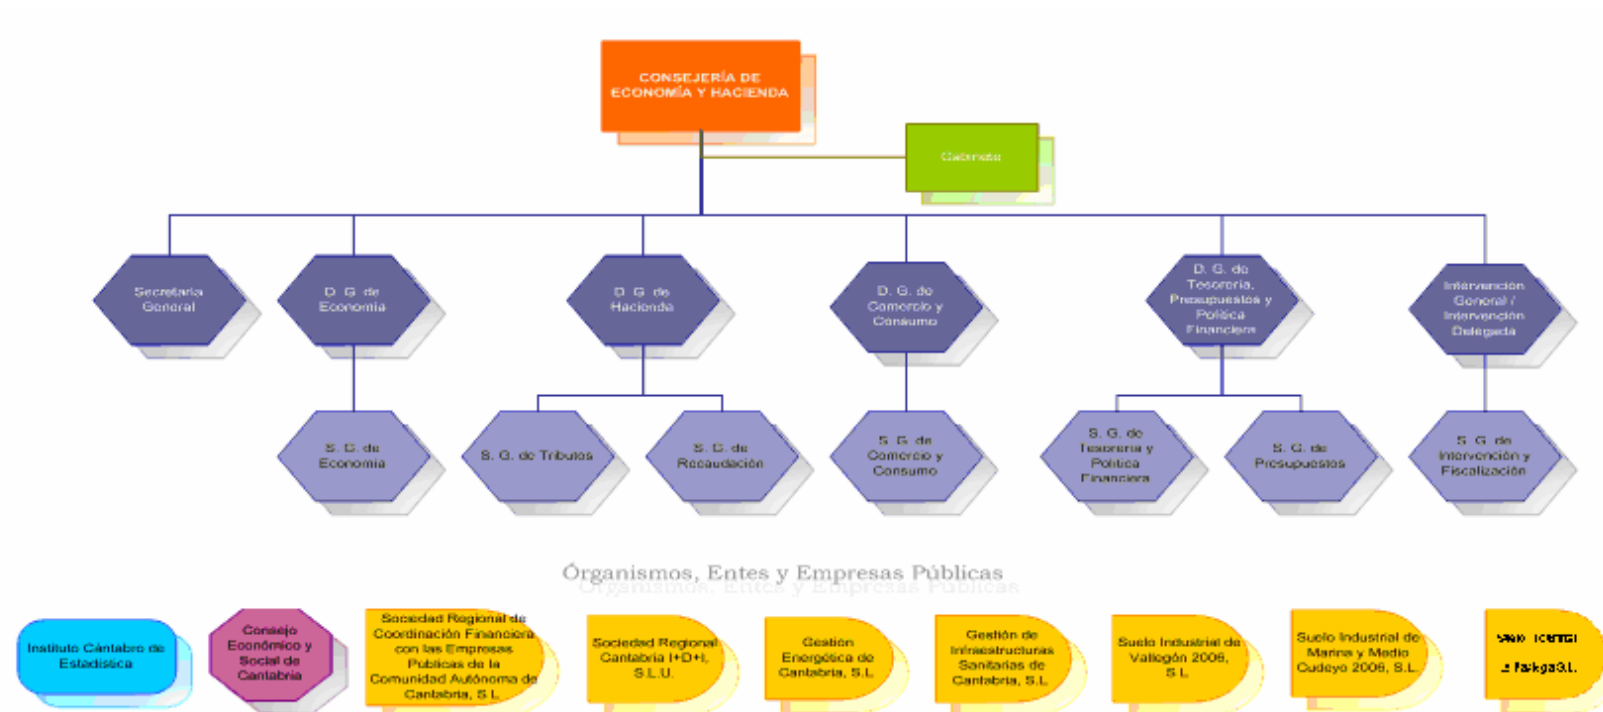 CONSEJERÍA DE
ECONOMÍA Y HACIENDA
Gabinete
Secretaría
General
D. G. de
Economía
D. G. de
Hacienda
D. G. de
Comercio y
Consumo
D. G. de
Tesorería,
Presupuestos y
Política
Financiera
Intervención
General /
Intervención
Delegada
S. G. de
Economía
S. G. de Tributos
S. G. de
Recaudación
S. G. de
Comercio y
Consumo
S. G. de
Tesorería y
Política
Financiera
S. G. de
Presupuestos
S. G. de
Intervención y
Fiscalización
Órganismos, Entes y Empresas Públicas
Instituto Cántabro de
Estadística
Consejo
Económico y
Social de
Cantabria
Sociedad Regional de
Coordinación Financiera
con las Empresas
Públicas de la
Comunidad Autónoma de
Cantabria, S.L.
Sociedad Regional
Cantabria I+D+I,
S.L.U.
Gestión
Energética de
Cantabria, S.L.
Gestión de
Infraestructuras
Sanitarias de
Cantabria, S.L.
Suelo Industrial de
Vallegón 2006,
S.L.
Suelo Industrial de
Marina y Medio
Cudeyo 2006, S.L.
S.L.